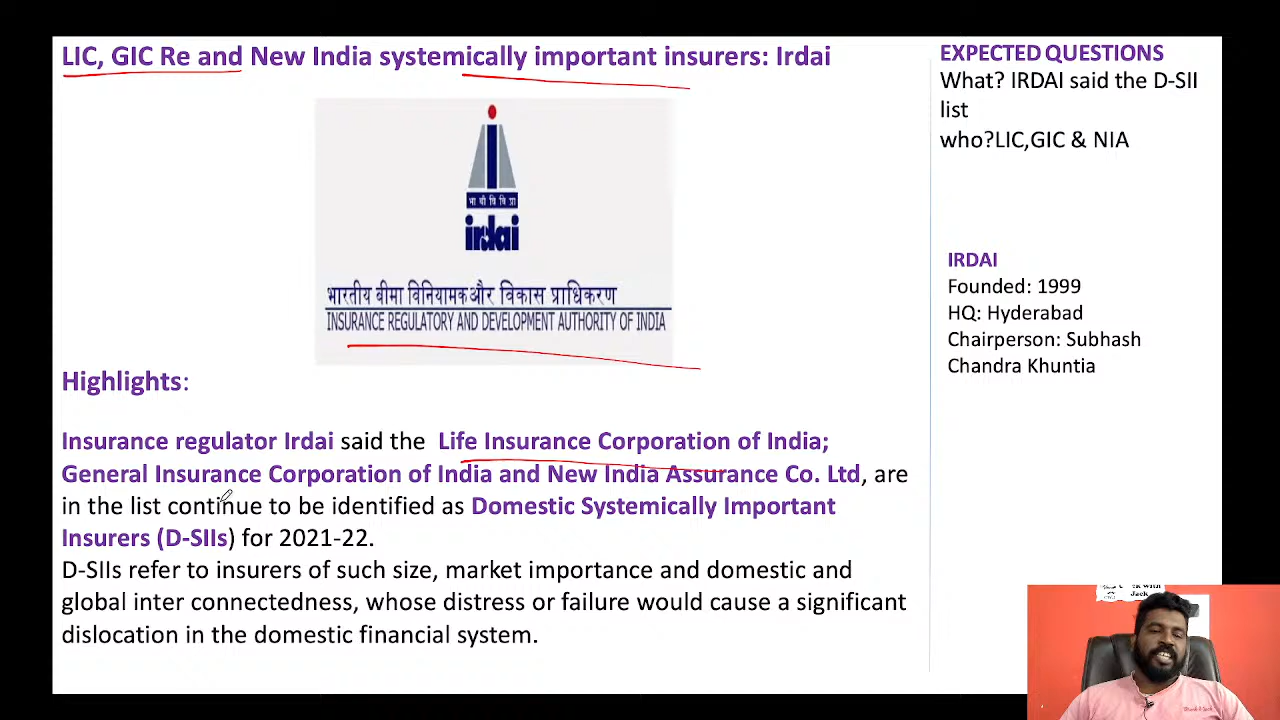 LIC, GIC Re and New India systemically important insurers: Irdai
भा बी वि वि प्रा
irdai
भारतीय बीमा विनियामक और विकास प्राधिकरण
INSURANCE REGULATORY AND DEVELOPMENT AUTHORITY OF INDIA
Highlights:
Insurance regulator Irdai said the Life Insurance Corporation of India;
General Insurance Corporation of India and New India Assurance Co. Ltd, are
in the list continue to be identified as Domestic Systemically Important
Insurers (D-SIIs) for 2021-22.
D-SIIs refer to insurers of such size, market importance and domestic and
global inter connectedness, whose distress or failure would cause a significant
dislocation in the domestic financial system.
EXPECTED QUESTIONS
What? IRDAI said the D-SII
list
who?LIC,GIC & NIA
IRDAI
Founded: 1999
HQ: Hyderabad
Chairperson: Subhash
Chandra Khuntia
Jack